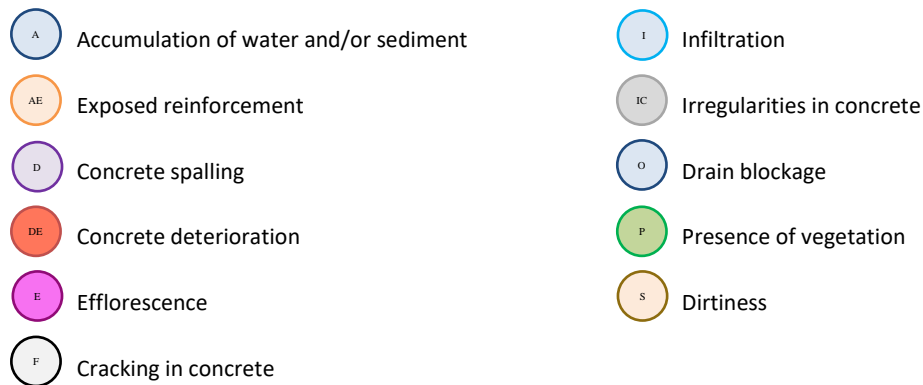 A Accumulation of water and/or sediment
AE Exposed reinforcement
D Concrete spalling
DE Concrete deterioration
E Efflorescence
F Cracking in concrete
I Infiltration
IC Irregularities in concrete
O Drain blockage
P Presence of vegetation
S Dirtiness